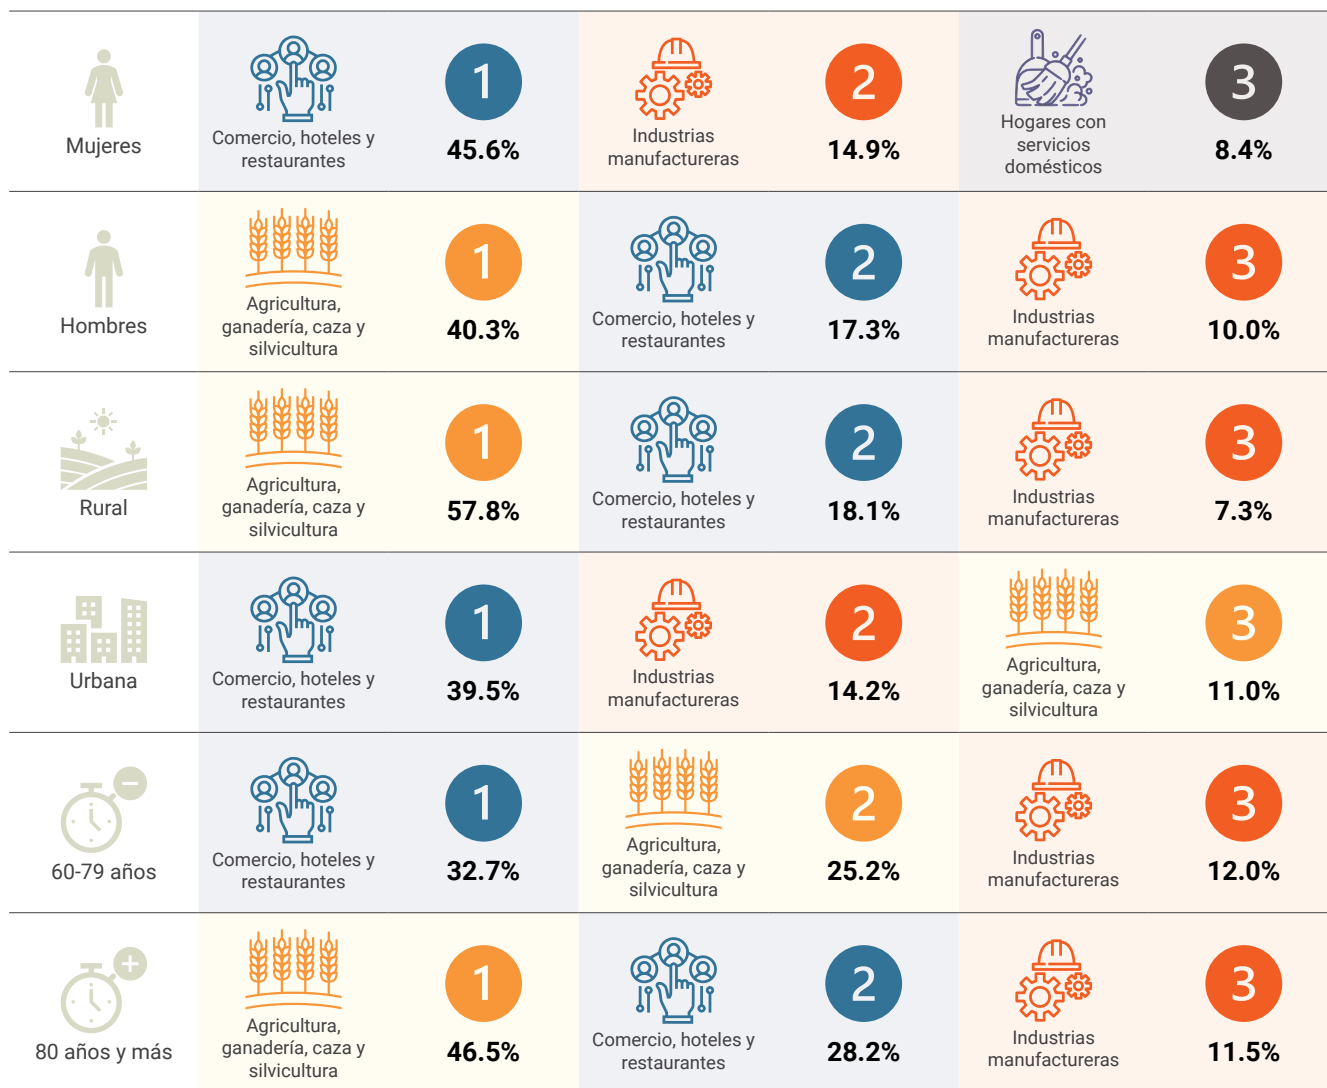 Mujeres
Comercio, hoteles y
restaurantes
1
45.6%
Industrias
manufactureras
2
14.9%
Hogares con
servicios
domésticos
3
8.4%
Hombres
Agricultura,
ganadería, caza y
silvicultura
1
40.3%
Comercio, hoteles y
restaurantes
2
17.3%
Industrias
manufactureras
3
10.0%
Rural
Agricultura,
ganadería, caza y
silvicultura
1
57.8%
Comercio, hoteles y
restaurantes
2
18.1%
Industrias
manufactureras
3
7.3%
Urbana
Comercio, hoteles y
restaurantes
1
39.5%
Industrias
manufactureras
2
14.2%
Agricultura,
ganadería, caza y
silvicultura
3
11.0%
60-79 años
Comercio, hoteles y
restaurantes
1
32.7%
Agricultura,
ganadería, caza y
silvicultura
2
25.2%
Industrias
manufactureras
3
12.0%
80 años y más
Agricultura,
ganadería, caza y
silvicultura
1
46.5%
Comercio, hoteles y
restaurantes
2
28.2%
Industrias
manufactureras
3
11.5%